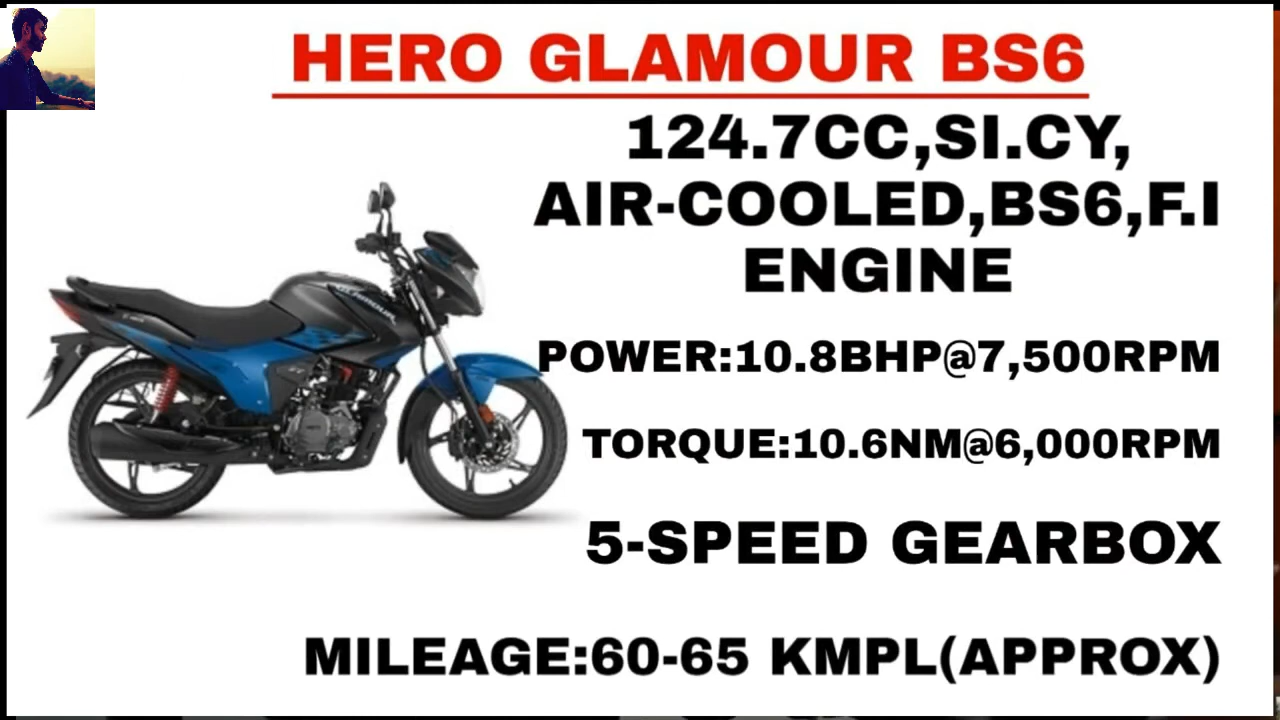 HERO GLAMOUR BS6
124.7CC,SI.CY,
AIR-COOLED,BS6,F.I
ENGINE
GLAMOUR
POWER:10.8BHP@7,500RPM
TORQUE:10.6NM@6,000RPM
5-SPEED GEARBOX
MILEAGE:60-65 KMPL(APPROX)